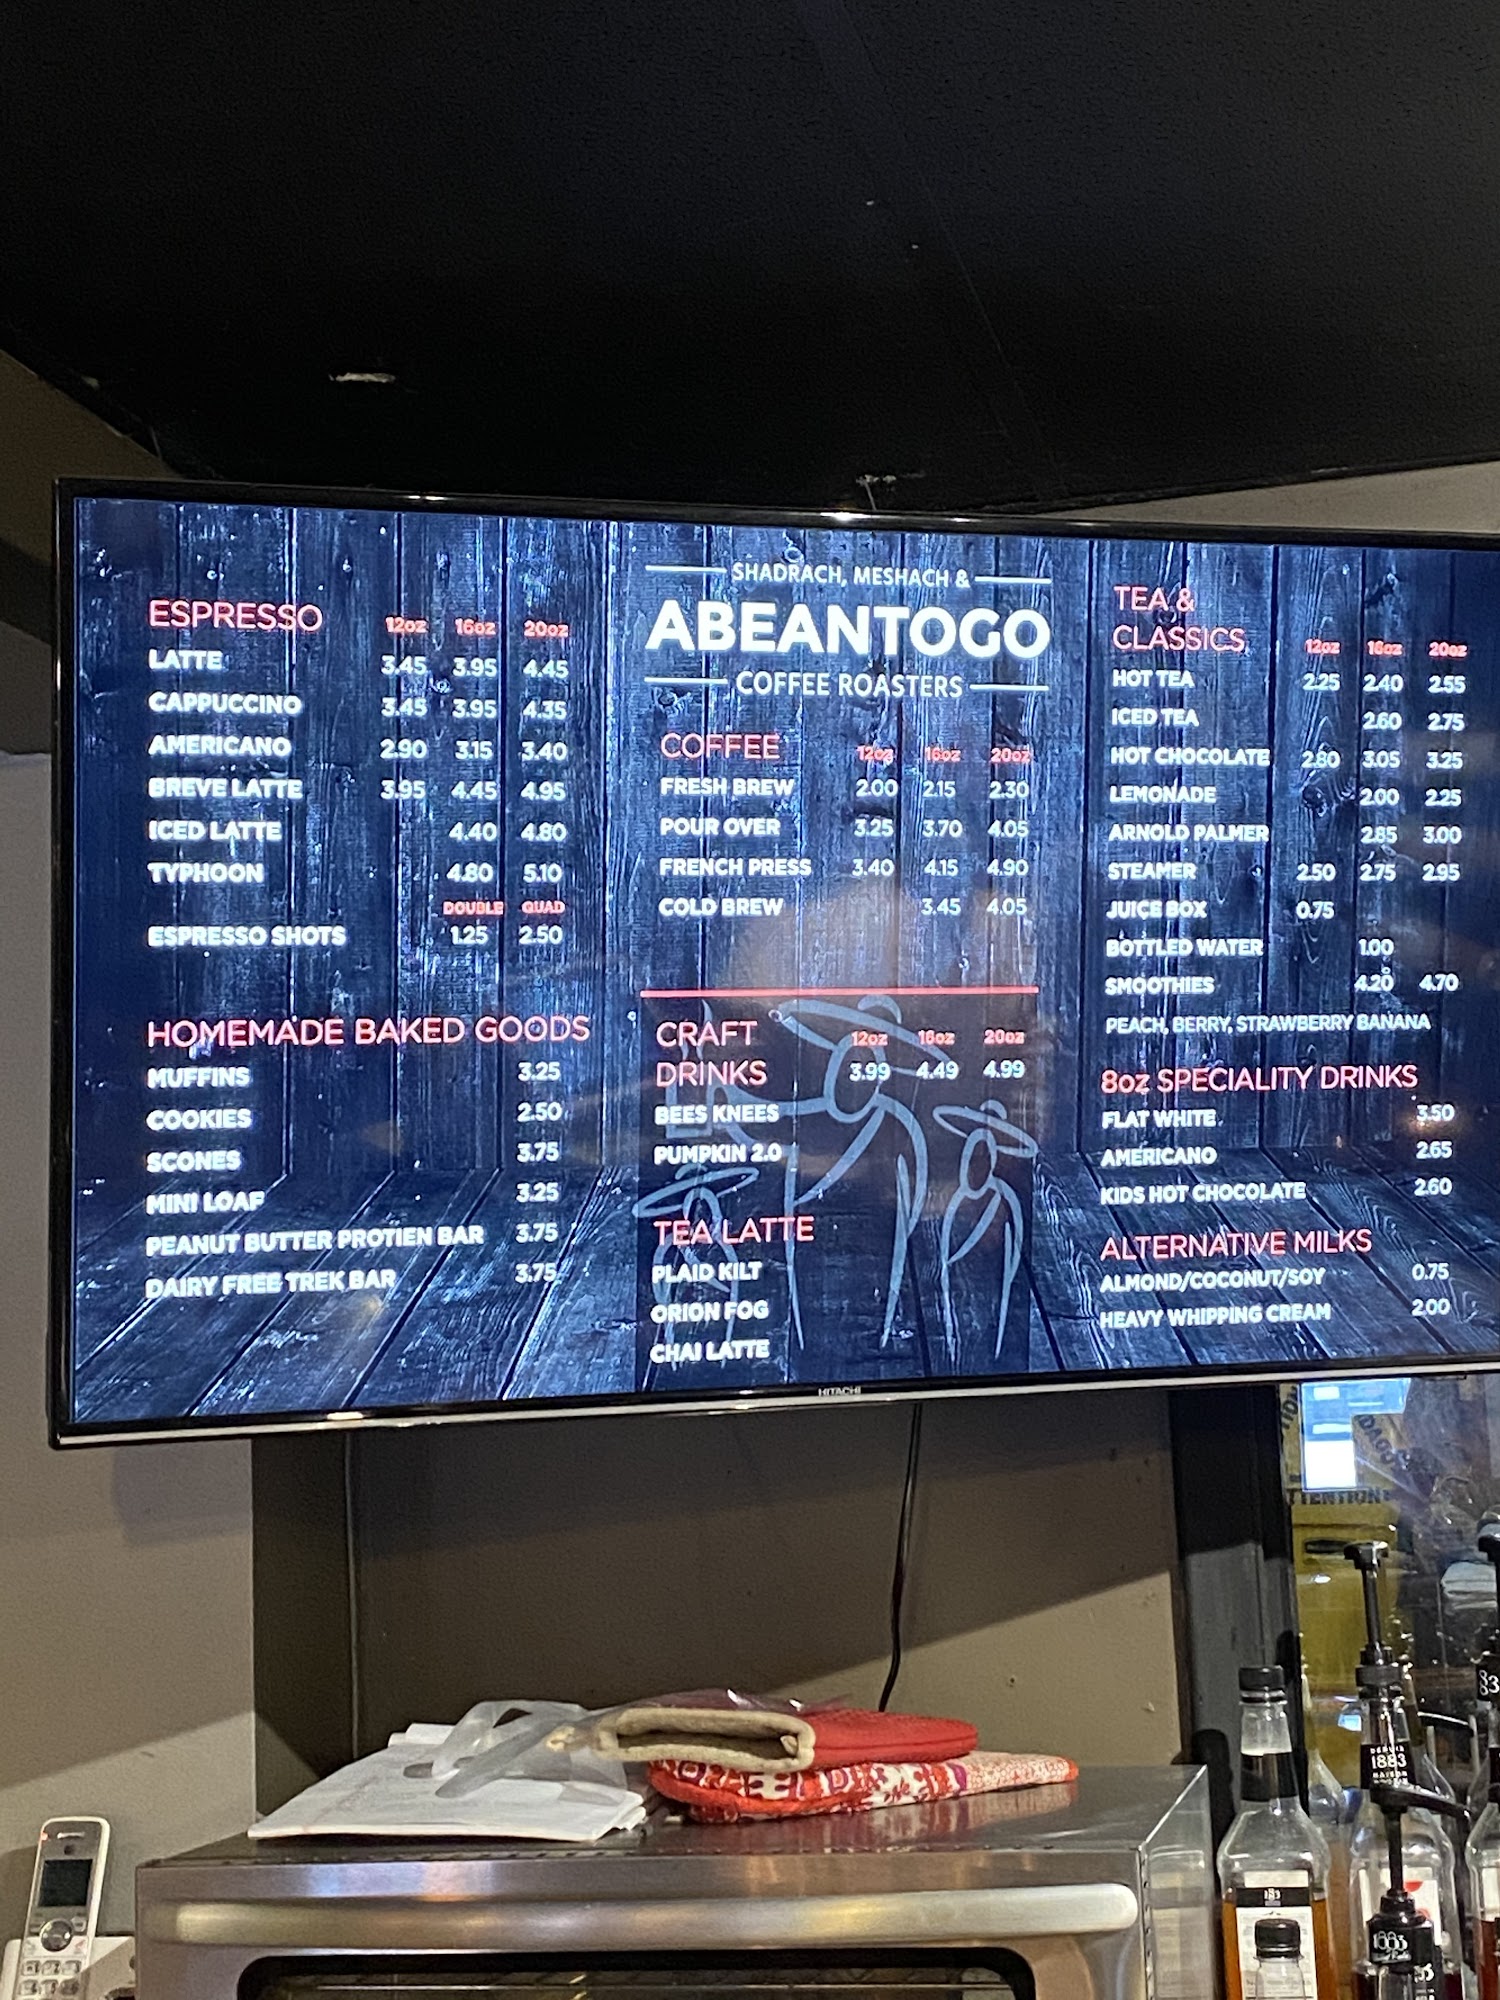 SHADRACH, MESHACH &
ABEANTOGO
COFFEE ROASTERS
ESPRESSO 12oz 16oz 20oz
LATTE 3.45 3.95 4.45
CAPPUCCINO 3.45 3.95 4.35
AMERICANO 2.90 3.15 3.40
BREVE LATTE 3.95 4.45 4.95
ICED LATTE 4.40 4.80
TYPHOON 4.80 5.10
DOUBLE QUAD
ESPRESSO SHOTS 1.25 2.50
HOMEMADE BAKED GOODS
MUFFINS 3.25
COOKIES 2.50
SCONES 3.75
MINI LOAF 3.25
PEANUT BUTTER PROTIEN BAR 3.75
DAIRY FREE TREK BAR 3.75
COFFEE 12oz 16oz 20oz
FRESH BREW 2.00 2.15 2.30
POUR OVER 3.25 3.70 4.05
FRENCH PRESS 3.40 4.15 4.90
COLD BREW 3.45 4.05
CRAFT 12oz 16oz 20oz
DRINKS 3.99 4.49 4.99
BEES KNEES
PUMPKIN 2.0
TEA LATTE
PLAID KILT
ORION FOG
CHAI LATTE
TEA &
CLASSICS 12oz 16oz 20oz
HOT TEA 2.25 2.40 2.55
ICED TEA 2.60 2.75
HOT CHOCOLATE 2.80 3.05 3.25
LEMONADE 2.00 2.25
ARNOLD PALMER 2.85 3.00
STEAMER 2.50 2.75 2.95
JUICE BOX 0.75
BOTTLED WATER 1.00
SMOOTHIES 4.20 4.70
PEACH, BERRY, STRAWBERRY BANANA
8oz SPECIALITY DRINKS
FLAT WHITE 3.50
AMERICANO 2.65
KIDS HOT CHOCOLATE 2.60
ALTERNATIVE MILKS
ALMOND/COCONUT/SOY 0.75
HEAVY WHIPPING CREAM 2.00
HITACHI
DEPUIS
1883
MAISON
1883